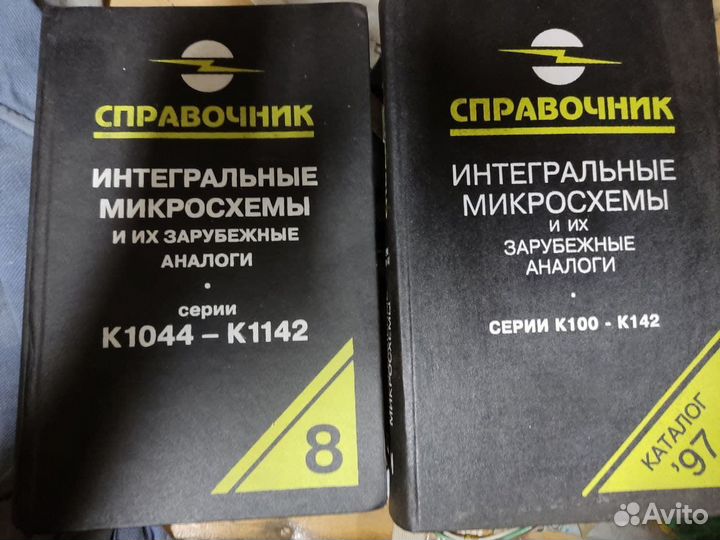 СПРАВОЧНИК
ИНТЕГРАЛЬНЫЕ
МИКРОСХЕМЫ
И ИХ ЗАРУБЕЖНЫЕ
АНАЛОГИ
серии
К1044 – К1142
8
МИКРОСХЕМЫ
СПРАВОЧНИК
ИНТЕГРАЛЬНЫЕ
МИКРОСХЕМЫ
И ИХ
ЗАРУБЕЖНЫЕ
АНАЛОГИ
СЕРИИ К100 - К142
КАТАЛОГ
'97
Avito